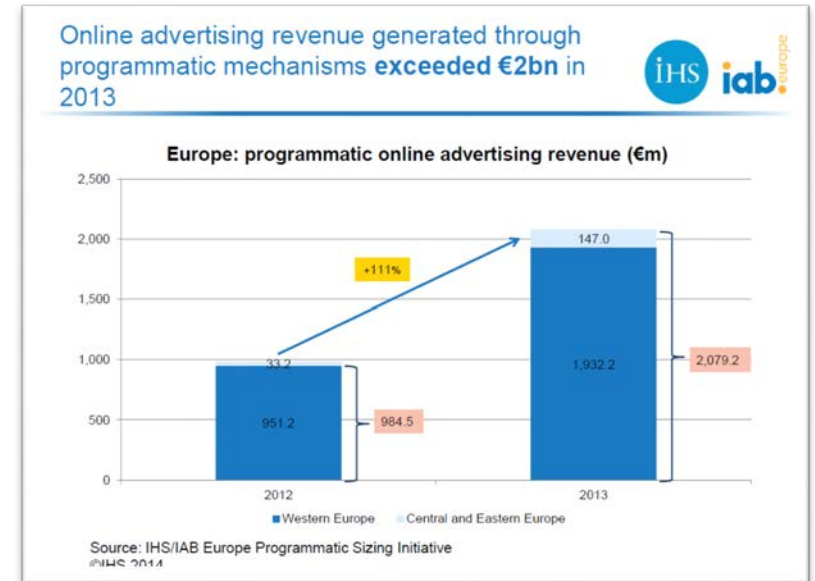 Online advertising revenue generated through
programmatic mechanisms exceeded €2bn in
2013
iHS
iab.
europe
Europe: programmatic online advertising revenue (€m)
2,500
2,000
1,500
1,000
500
0
+111%
147.0
1,932.2
2,079.2
33.2
951.2
984.5
2012
2013
Western Europe
Central and Eastern Europe
Source: IHS/IAB Europe Programmatic Sizing Initiative
©IHS 2014